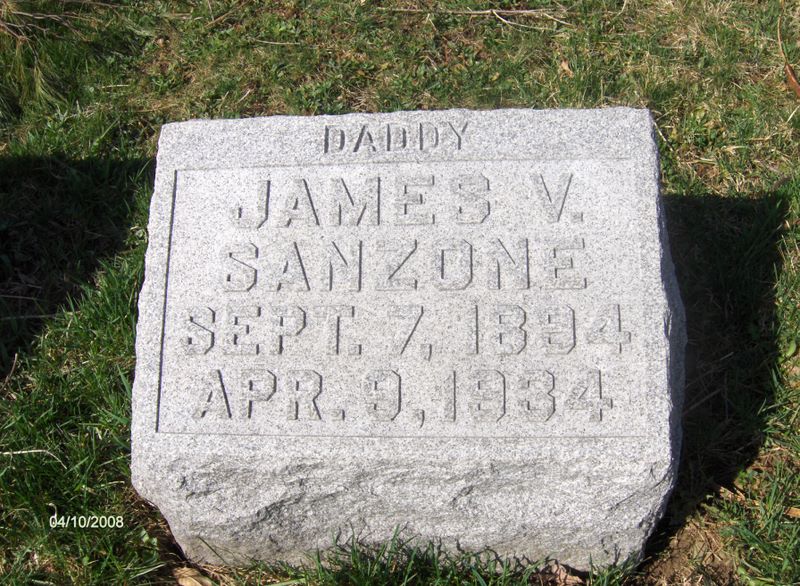 DADDY
JAMES V.
SANZONE
SEPT. 7, 1894
APR. 9, 1934
04/10/2008